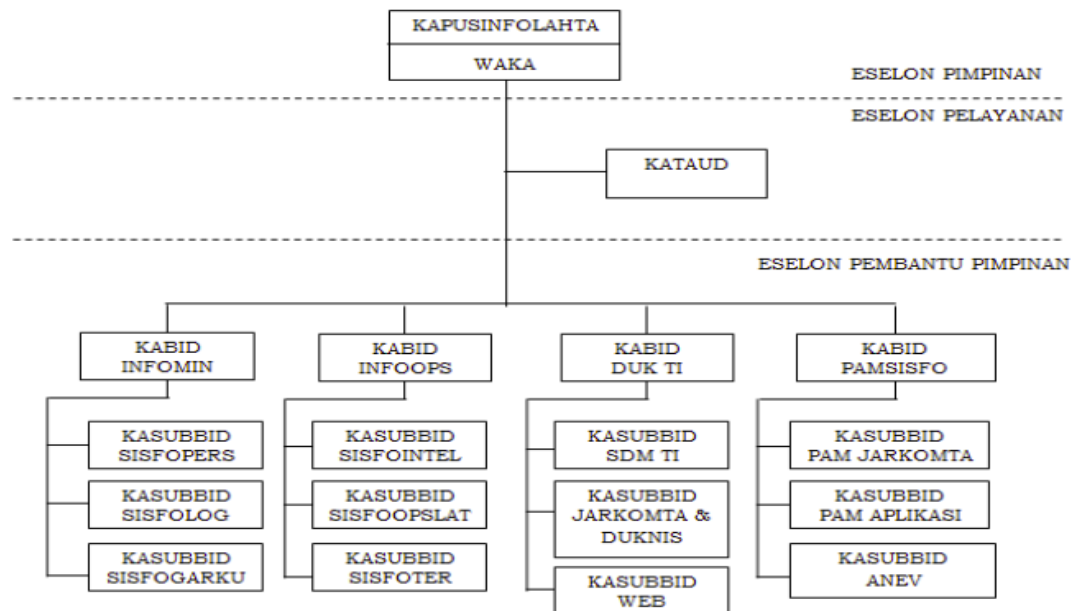 KAPUSINFOLAHTA
WAKA
ESELON PIMPINAN
ESELON PELAYANAN
KATAUD
ESELON PEMBANTU PIMPINAN
KABID
INFOMIN
KABID
INFOOPS
KABID
DUK TI
KABID
PAMSISFO
KASUBBID
SISFOPERS
KASUBBID
SISFOLOG
KASUBBID
SISFOGARKU
KASUBBID
SISFOINTEL
KASUBBID
SISFOOPSLAT
KASUBBID
SISFOTER
KASUBBID
SDM TI
KASUBBID
JARKOMTA &
DUKNIS
KASUBBID
WEB
KASUBBID
PAM JARKOMTA
KASUBBID
PAM APLIKASI
KASUBBID
ANEV